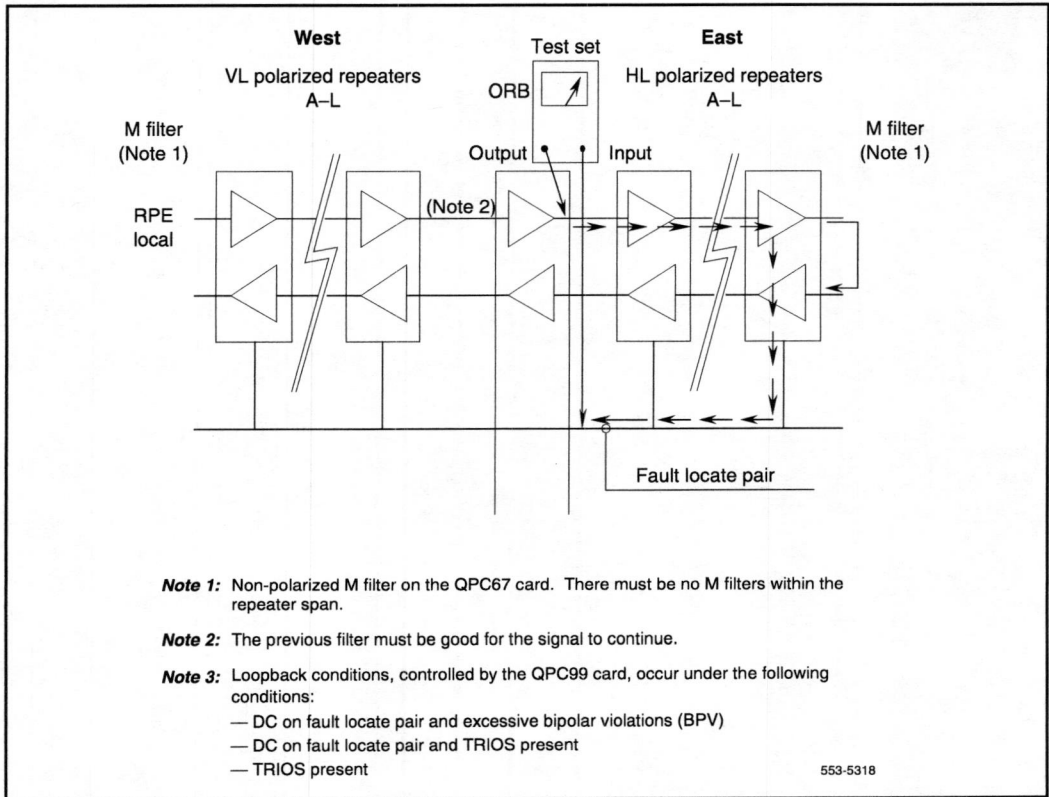 West
East
Test set
VL polarized repeaters
A–L
HL polarized repeaters
A–L
ORB
M filter
(Note 1)
M filter
(Note 1)
Output
Input
RPE
local
(Note 2)
Fault locate pair
Note 1: Non-polarized M filter on the QPC67 card. There must be no M filters within the
repeater span.
Note 2: The previous filter must be good for the signal to continue.
Note 3: Loopback conditions, controlled by the QPC99 card, occur under the following
conditions:
— DC on fault locate pair and excessive bipolar violations (BPV)
— DC on fault locate pair and TRIOS present
— TRIOS present
553-5318